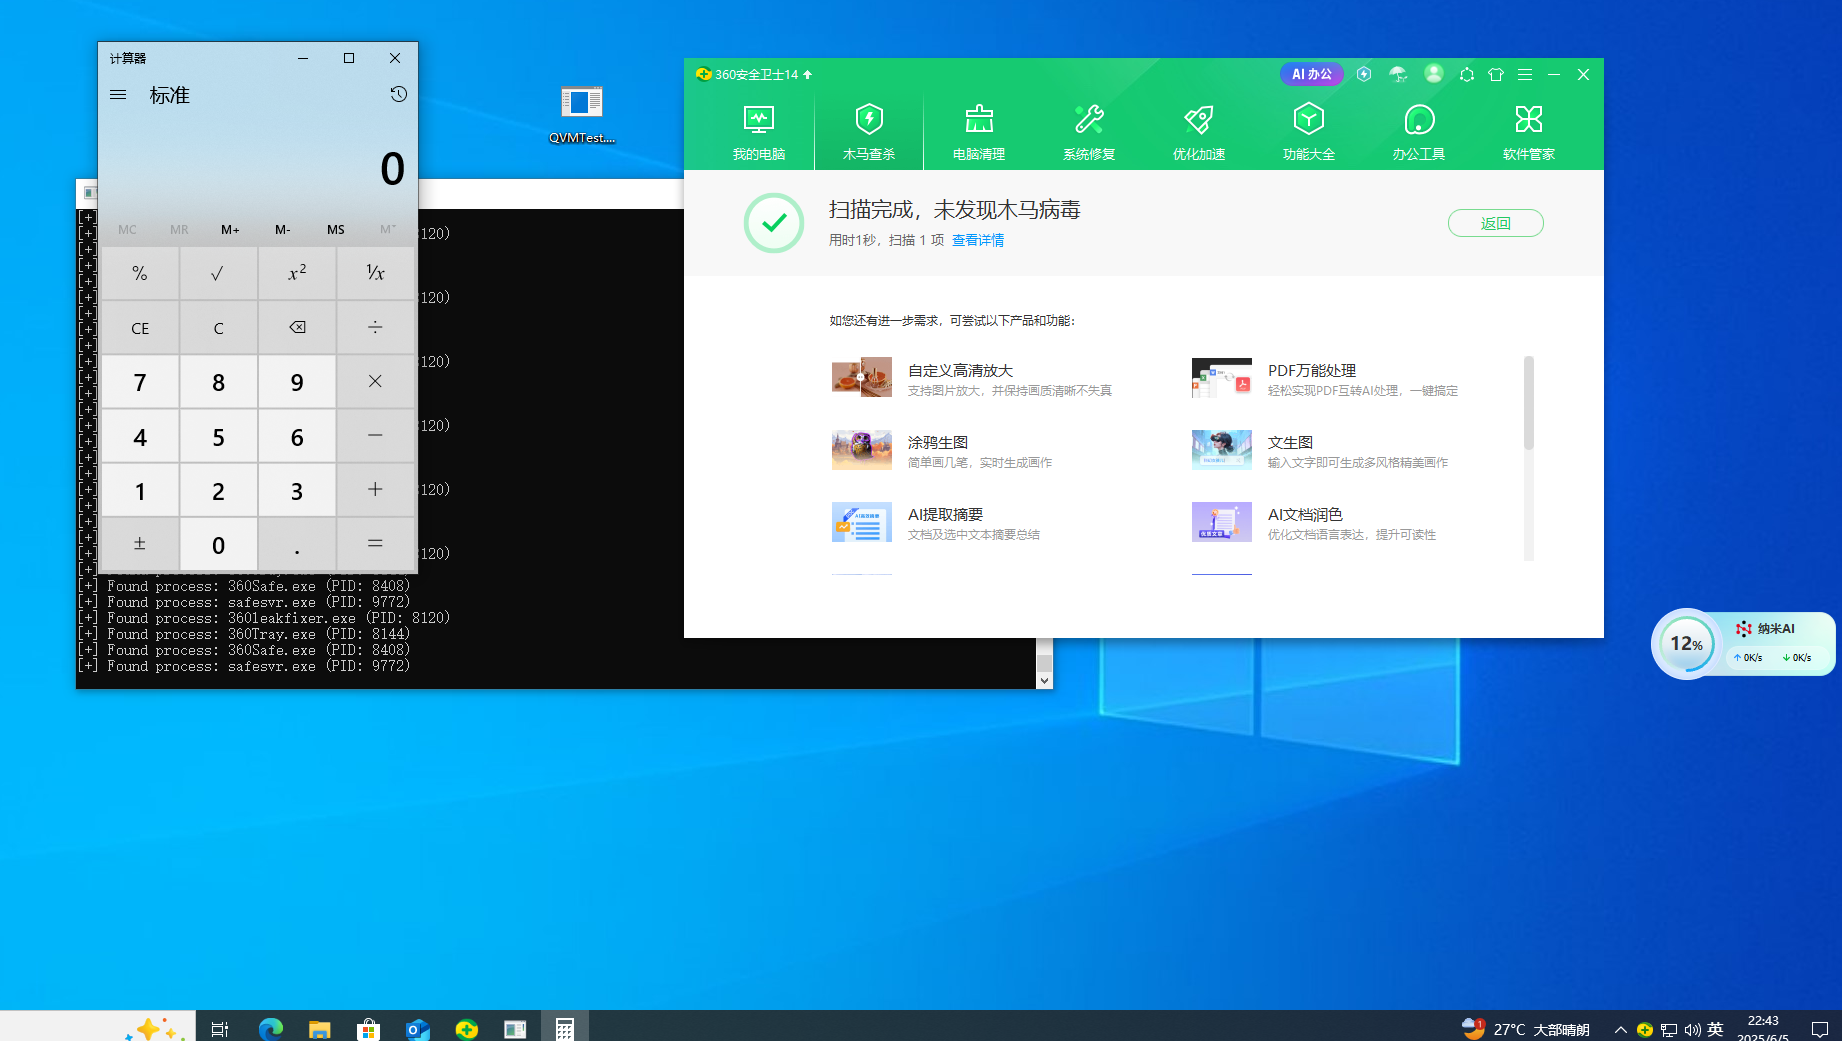 计算器
标准
0
MC MR M+ M- MS M˅
% √ x² ¹/x
CE C ÷
7 8 9 ×
4 5 6 −
1 2 3 +
± 0 . =
QVMTest....
[+]
[+] 120)
[+]
[+]
[+]
[+] 120)
[+]
[+]
[+]
[+] 120)
[+]
[+]
[+]
[+] 120)
[+]
[+]
[+]
[+] 120)
[+]
[+]
[+]
[+] 120)
[+]
[+] Found process: 360Safe.exe (PID: 8408)
[+] Found process: safesvr.exe (PID: 9772)
[+] Found process: 360leakfixer.exe (PID: 8120)
[+] Found process: 360Tray.exe (PID: 8144)
[+] Found process: 360Safe.exe (PID: 8408)
[+] Found process: safesvr.exe (PID: 9772)
360安全卫士14
AI 办公
我的电脑 木马查杀 电脑清理 系统修复 优化加速 功能大全 办公工具 软件管家
扫描完成，未发现木马病毒
用时1秒，扫描 1 项 查看详情
返回
如您还有进一步需求，可尝试以下产品和功能：
自定义高清放大
支持图片放大，并保持画质清晰不失真
PDF万能处理
轻松实现PDF互转AI处理，一键搞定
涂鸦生图
简单画几笔，实时生成画作
文生图
输入文字即可生成多风格精美画作
AI提取摘要
文档及选中文本摘要总结
AI文档润色
优化文档语言表达，提升可读性
12%
纳米AI
↑ 0K/s ↓ 0K/s
1
27°C 大部晴朗
英
22:43
2025/6/5